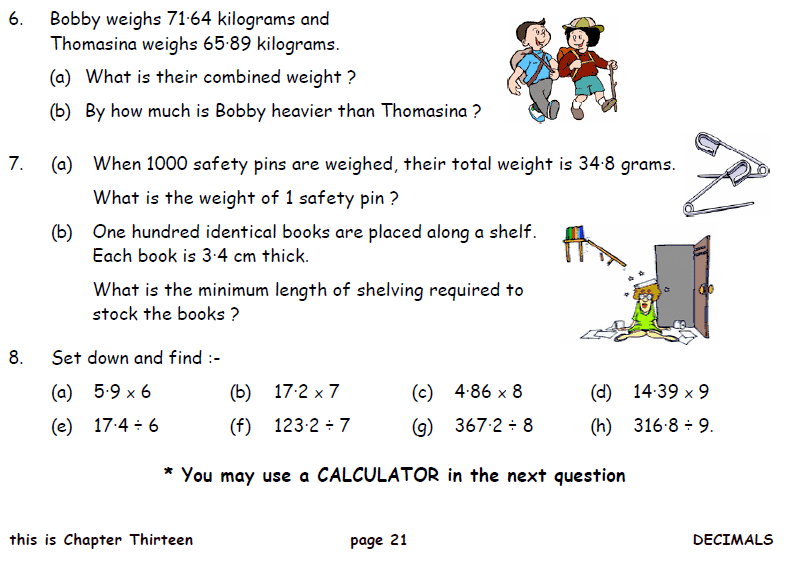 6. Bobby weighs 71·64 kilograms and
Thomasina weighs 65·89 kilograms.
(a) What is their combined weight ?
(b) By how much is Bobby heavier than Thomasina ?
7. (a) When 1000 safety pins are weighed, their total weight is 34·8 grams.
What is the weight of 1 safety pin ?
(b) One hundred identical books are placed along a shelf.
Each book is 3·4 cm thick.
What is the minimum length of shelving required to
stock the books ?
8. Set down and find :-
(a) 5·9 × 6 (b) 17·2 × 7 (c) 4·86 × 8 (d) 14·39 × 9
(e) 17·4 ÷ 6 (f) 123·2 ÷ 7 (g) 367·2 ÷ 8 (h) 316·8 ÷ 9.
* You may use a CALCULATOR in the next question
this is Chapter Thirteen page 21 DECIMALS